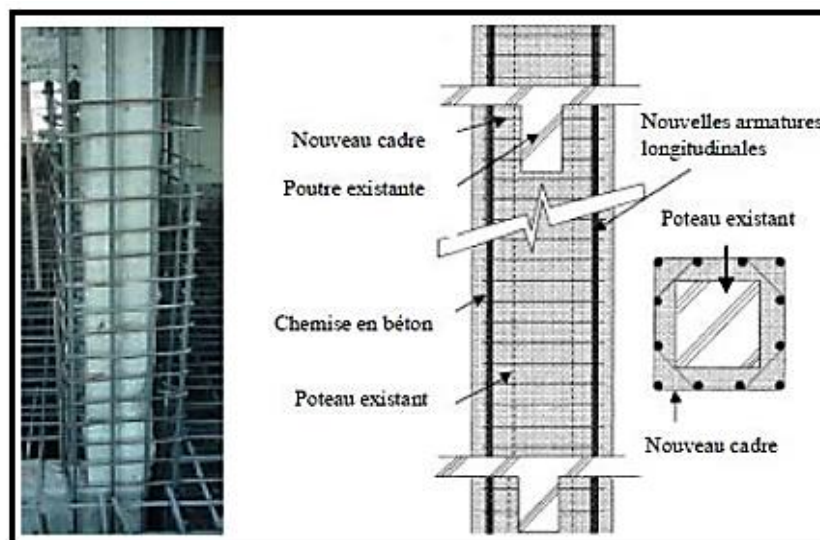 Nouveau cadre
Poutre existante
Nouvelles armatures
longitudinales
Poteau existant
Chemise en béton
Poteau existant
Nouveau cadre